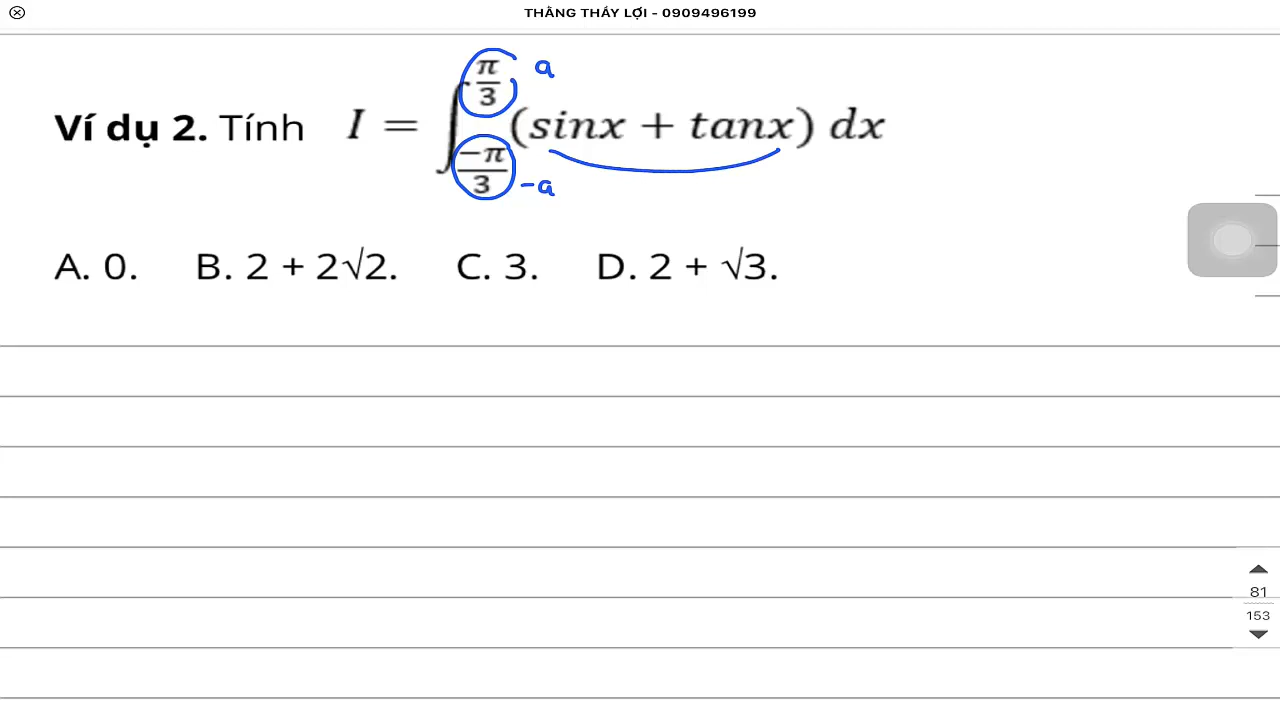 THẰNG THẦY LỢI - 0909496199
π/3 a
Ví dụ 2. Tính I = ∫ (sinx + tanx) dx
−π/3 -a
A. 0. B. 2 + 2√2. C. 3. D. 2 + √3.
81
153